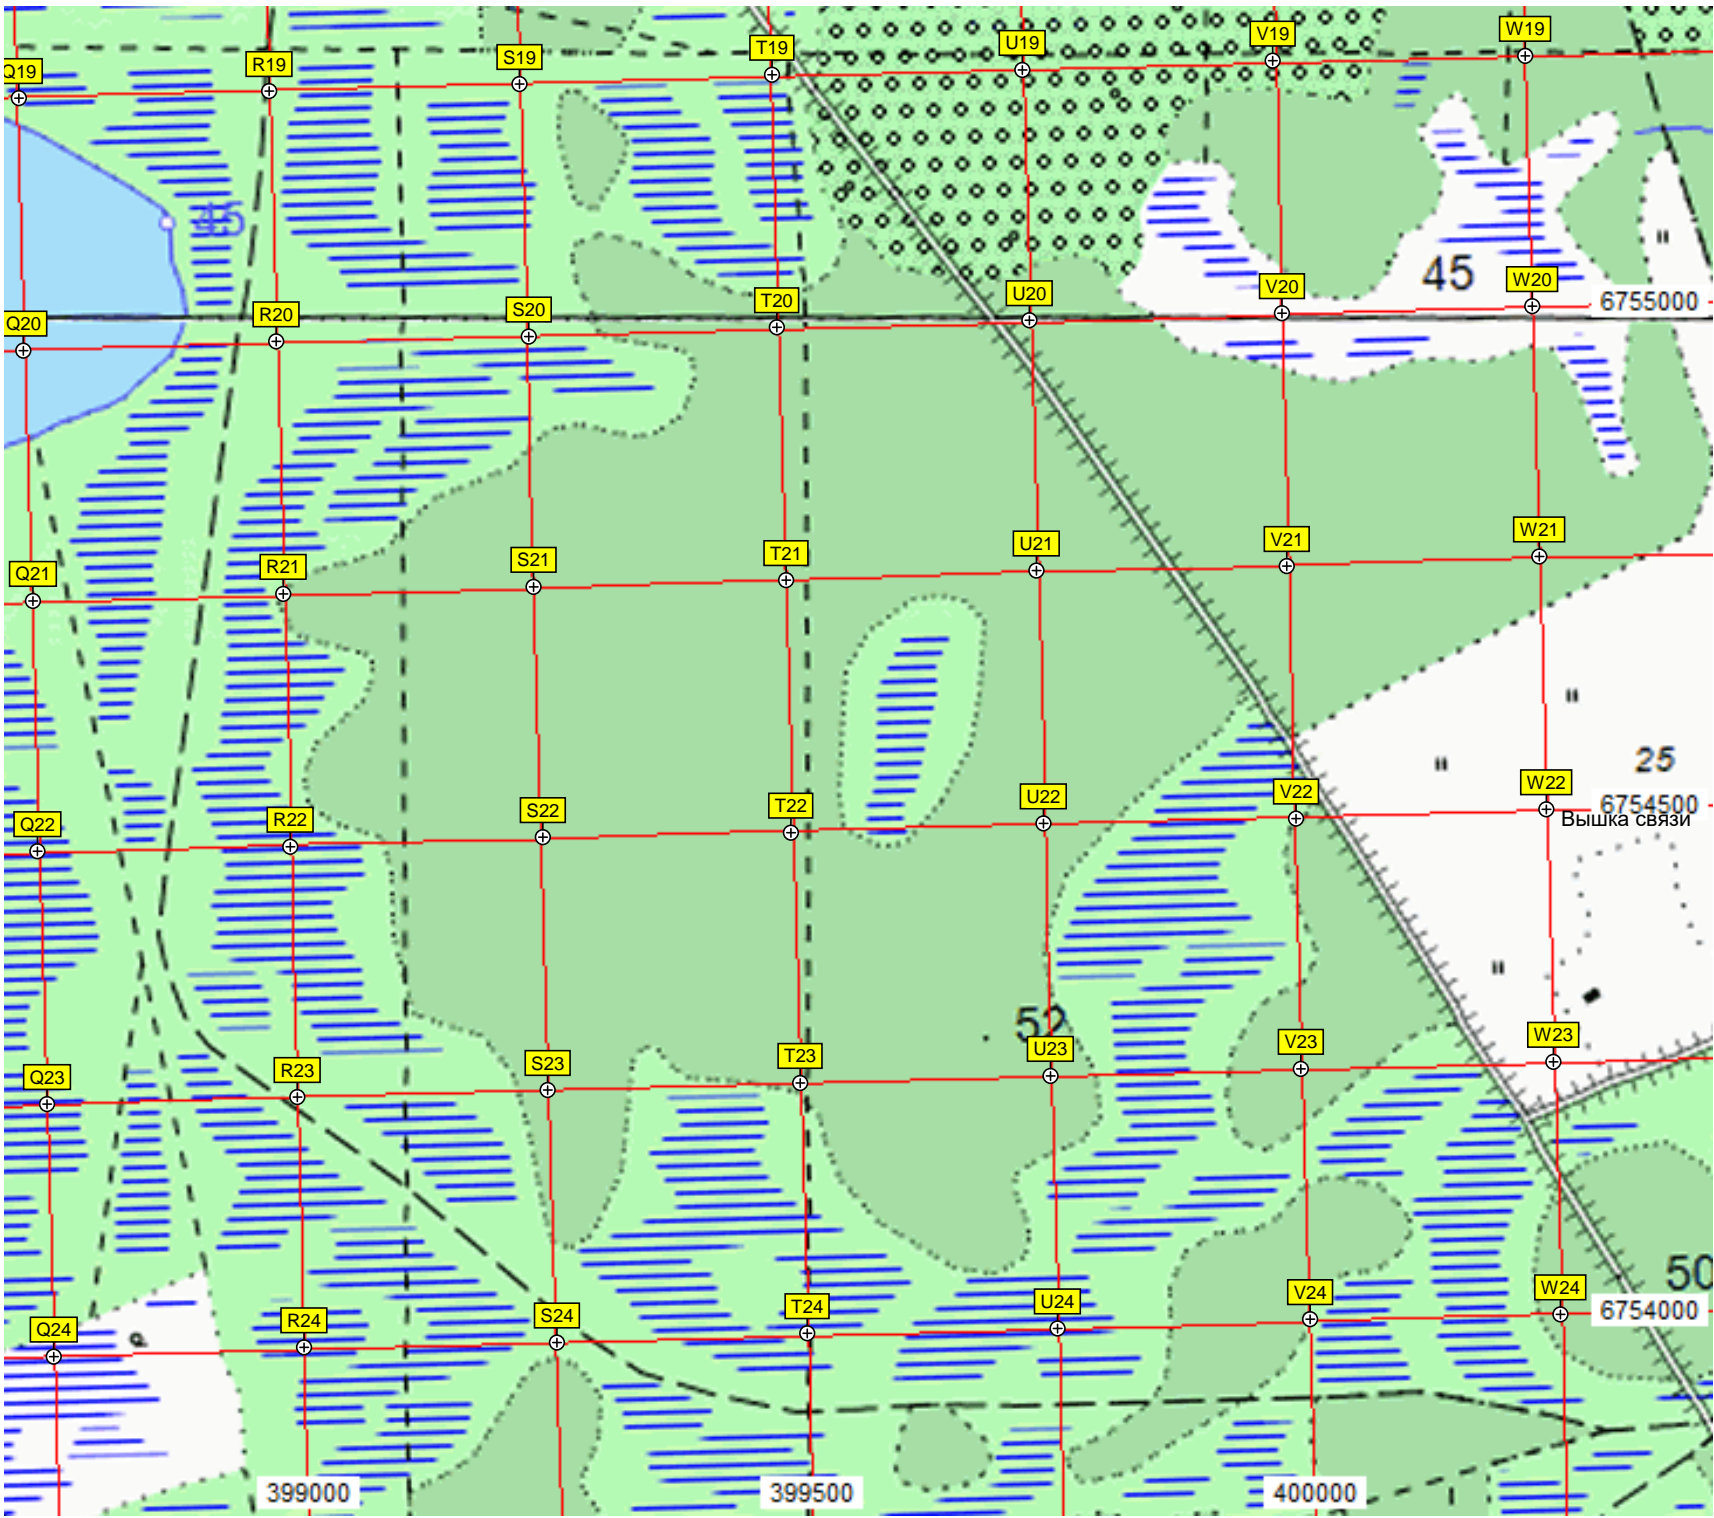 Q19 R19 S19 T19 U19 V19 W19
45
45
Q20 R20 S20 T20 U20 V20 W20 6755000
Q21 R21 S21 T21 U21 V21 W21
25
Q22 R22 S22 T22 U22 V22 W22 6754500
Вышка связи
52
Q23 R23 S23 T23 U23 V23 W23
50
Q24 R24 S24 T24 U24 V24 W24 6754000
399000 399500 400000